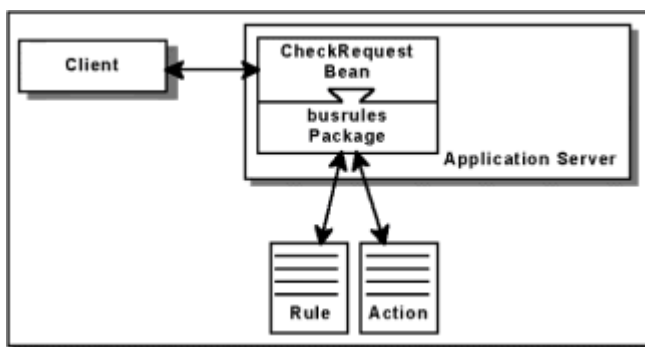 Client
CheckRequest
Bean
busrules
Package
Application Server
Rule
Action